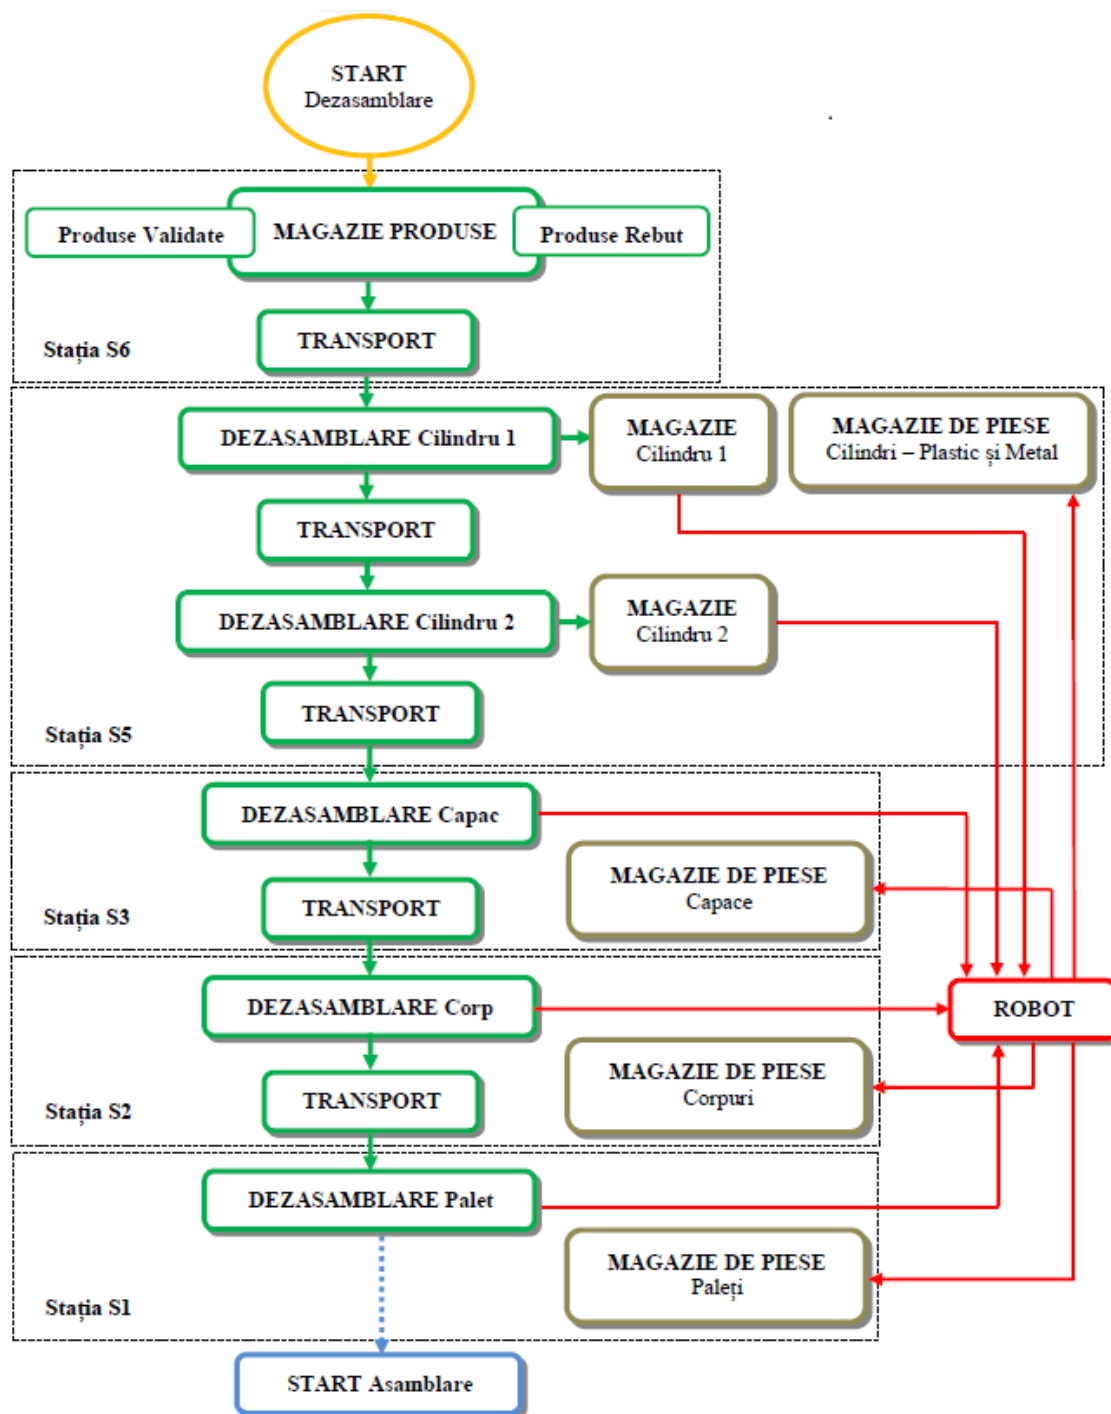 START
Dezasamblare
Produse Validate
MAGAZIE PRODUSE
Produse Rebut
TRANSPORT
Stația S6
DEZASAMBLARE Cilindru 1
MAGAZIE
Cilindru 1
MAGAZIE DE PIESE
Cilindri – Plastic și Metal
TRANSPORT
DEZASAMBLARE Cilindru 2
MAGAZIE
Cilindru 2
TRANSPORT
Stația S5
DEZASAMBLARE Capac
MAGAZIE DE PIESE
Capace
TRANSPORT
Stația S3
DEZASAMBLARE Corp
ROBOT
MAGAZIE DE PIESE
Corpuri
TRANSPORT
Stația S2
DEZASAMBLARE Palet
MAGAZIE DE PIESE
Paleți
Stația S1
START Asamblare